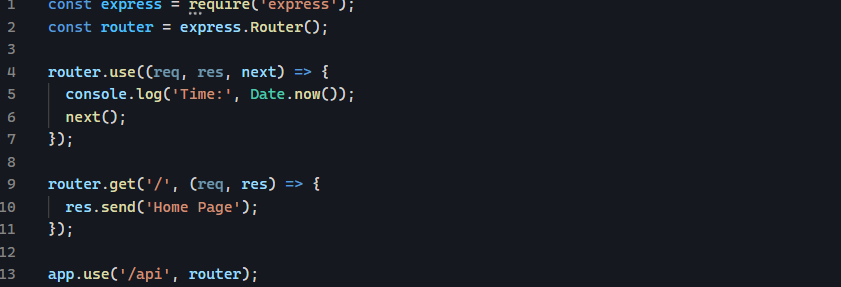 1 const express = require('express');
2 const router = express.Router();
3
4 router.use((req, res, next) => {
5 console.log('Time:', Date.now());
6 next();
7 });
8
9 router.get('/', (req, res) => {
10 res.send('Home Page');
11 });
12
13 app.use('/api', router);